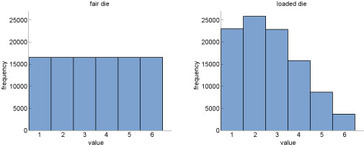 fair die
25000
20000
15000
10000
5000
0
frequency
1 2 3 4 5 6
value
loaded die
25000
20000
15000
10000
5000
0
frequency
1 2 3 4 5 6
value